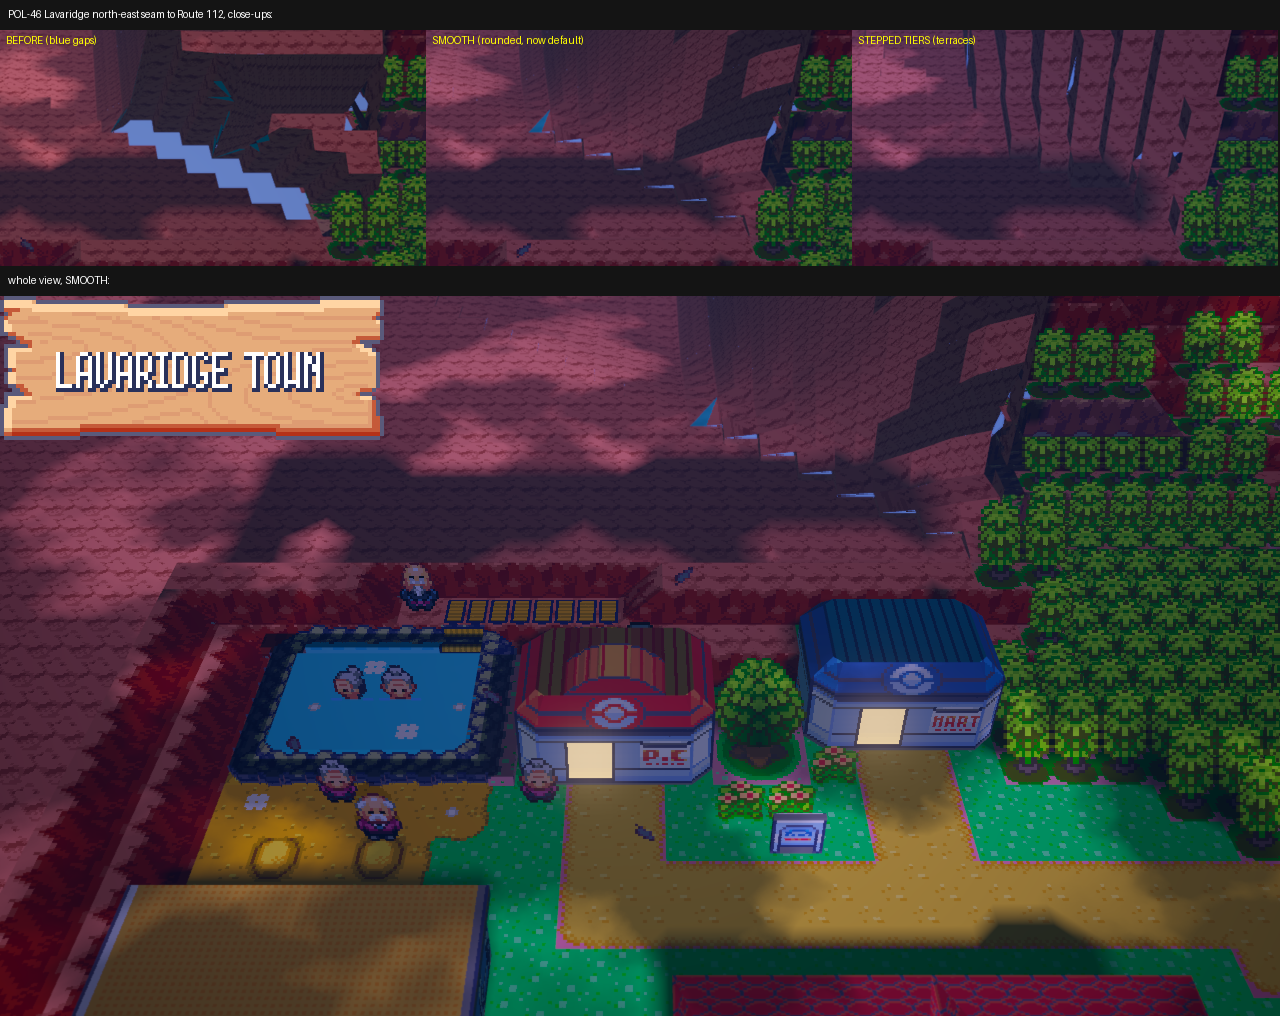 POL-46 Lavaridge north-east seam to Route 112, close-ups:
BEFORE (blue gaps)
SMOOTH (rounded, now default)
STEPPED TIERS (terraces)
whole view, SMOOTH:
LAVARIDGE TOWN
P.C
MART